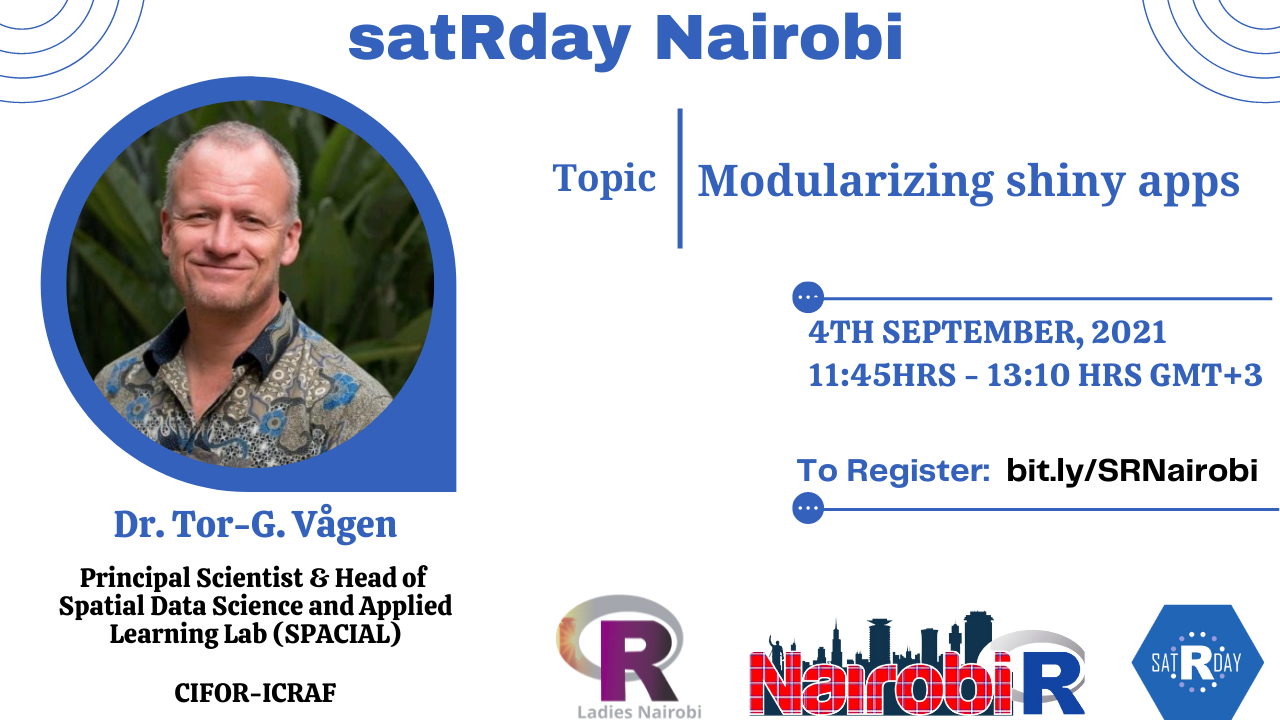 satRday Nairobi
Topic
Modularizing shiny apps
4TH SEPTEMBER, 2021
11:45HRS - 13:10 HRS GMT+3
To Register: bit.ly/SRNairobi
Dr. Tor-G. Vågen
Principal Scientist & Head of
Spatial Data Science and Applied
Learning Lab (SPACIAL)
CIFOR-ICRAF
R
Ladies Nairobi
NairobiR
SATRDAY